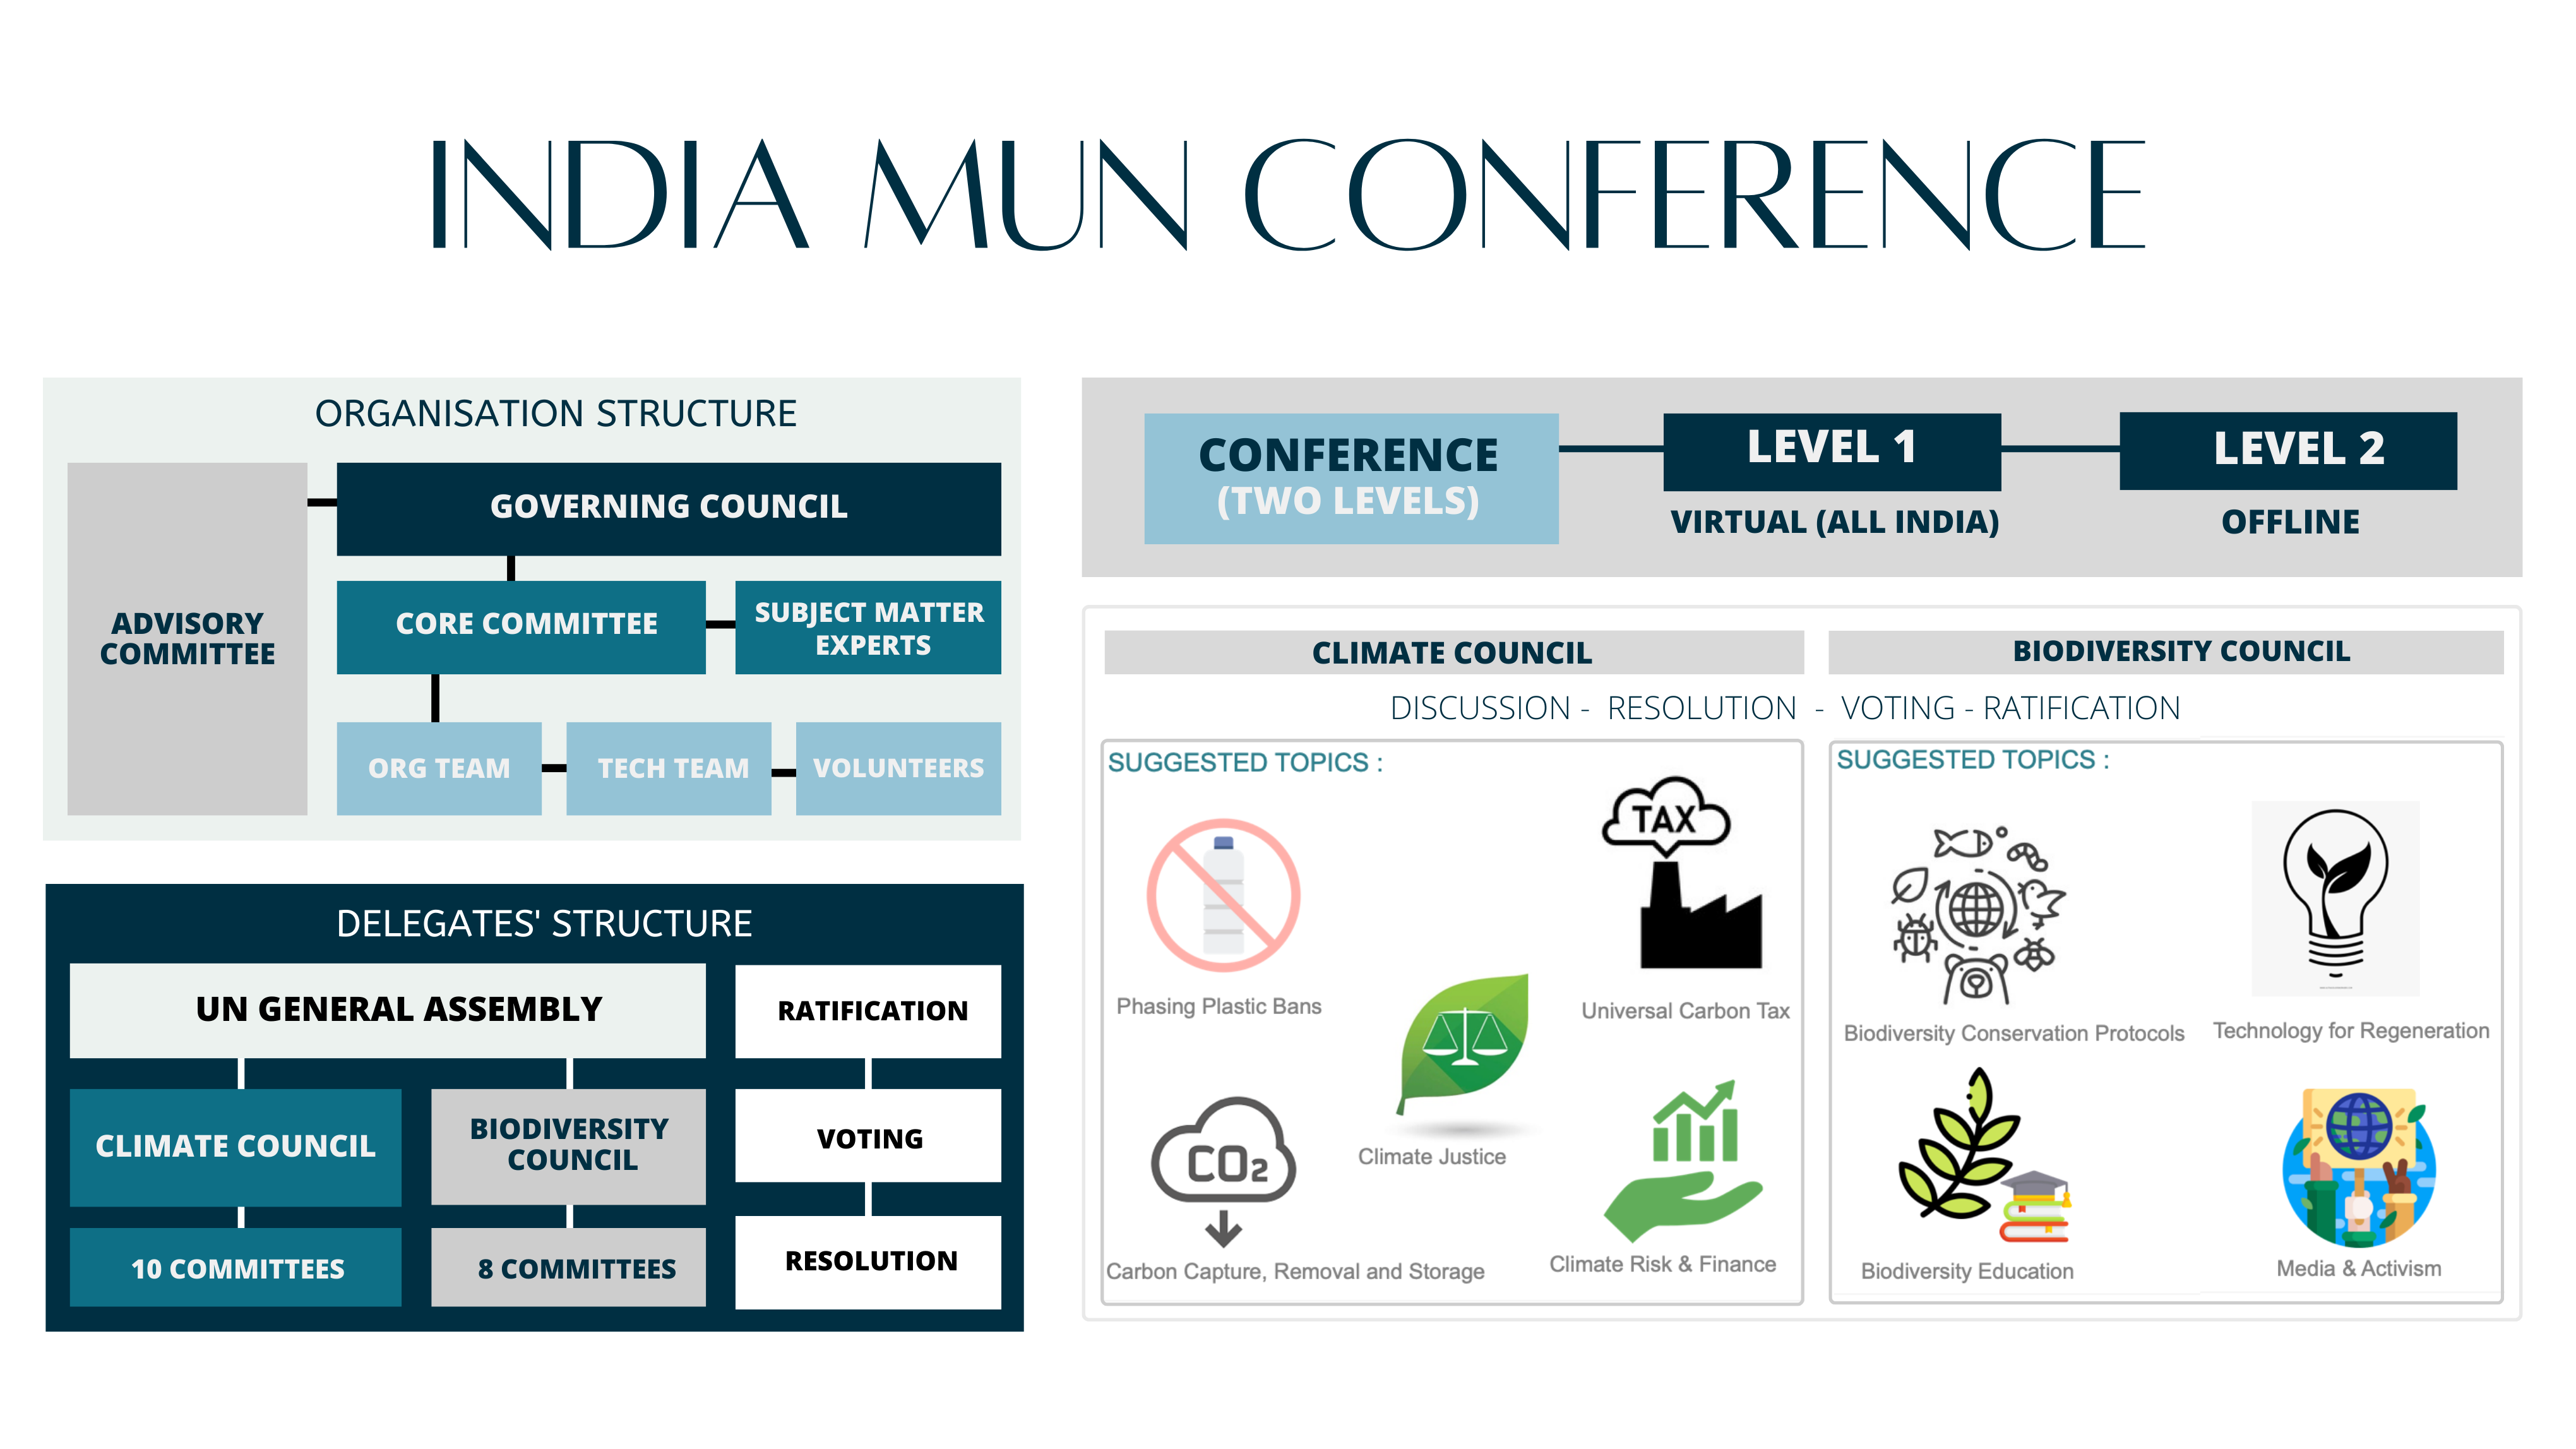 INDIA MUN CONFERENCE
ORGANISATION STRUCTURE
ADVISORY
COMMITTEE
GOVERNING COUNCIL
CORE COMMITTEE
SUBJECT MATTER
EXPERTS
ORG TEAM
TECH TEAM
VOLUNTEERS
DELEGATES' STRUCTURE
UN GENERAL ASSEMBLY
RATIFICATION
CLIMATE COUNCIL
BIODIVERSITY
COUNCIL
VOTING
10 COMMITTEES
8 COMMITTEES
RESOLUTION
CONFERENCE
(TWO LEVELS)
LEVEL 1
VIRTUAL (ALL INDIA)
LEVEL 2
OFFLINE
CLIMATE COUNCIL
BIODIVERSITY COUNCIL
DISCUSSION - RESOLUTION - VOTING - RATIFICATION
SUGGESTED TOPICS :
TAX
Phasing Plastic Bans
Universal Carbon Tax
Climate Justice
CO2
Carbon Capture, Removal and Storage
Climate Risk & Finance
SUGGESTED TOPICS :
Biodiversity Conservation Protocols
Technology for Regeneration
Biodiversity Education
Media & Activism